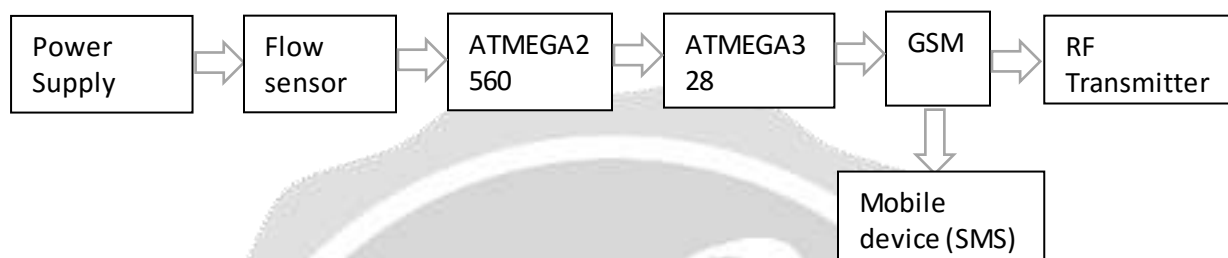 Power
Supply
Flow
sensor
ATMEGA2
560
ATMEGA3
28
GSM
RF
Transmitter
Mobile
device (SMS)